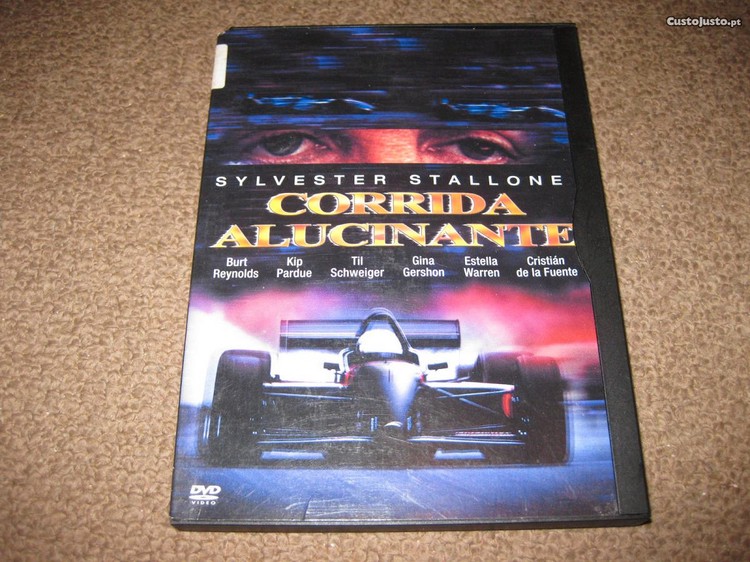 CustoJusto.pt
SYLVESTER STALLONE
CORRIDA
ALUCINANTE
Burt Kip Til Gina Estella Cristián
Reynolds Pardue Schweiger Gershon Warren de la Fuente
DVD
VIDEO